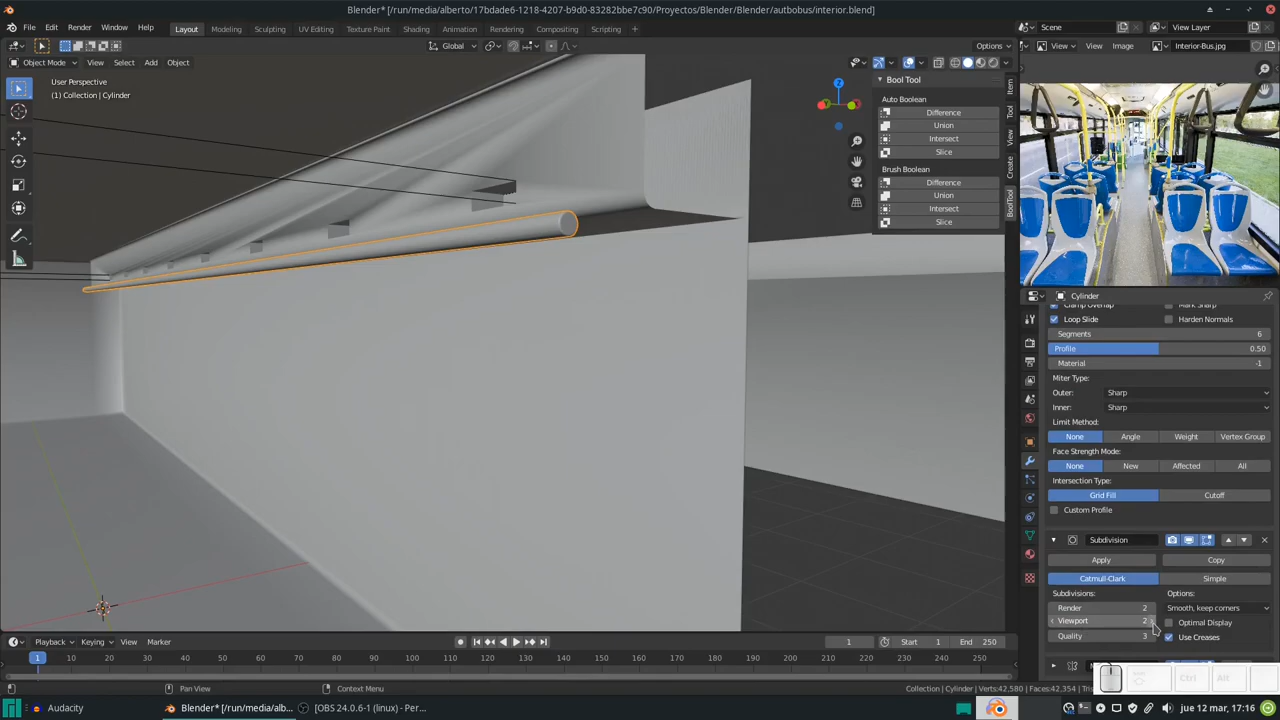 Blender* [/run/media/alberto/17bdade6-1218-4207-b9d0-83282bbe7c90/Proyectos/Blender/Blender/autbobus/interior.blend]
File Edit Render Window Help Layout Modeling Sculpting UV Editing Texture Paint Shading Animation Rendering Compositing Scripting + Scene View Layer
Global Options View View Image Interior-Bus.jpg
Object Mode View Select Add Object
User Perspective
(1) Collection | Cylinder
Bool Tool
Auto Boolean
Difference
Union
Intersect
Slice
Brush Boolean
Difference
Union
Intersect
Slice
Item
Tool
View
Create
BoolTool
Cylinder
Clamp Overlap Mark Sharp
Loop Slide Harden Normals
Segments 6
Profile 0.50
Material -1
Miter Type:
Outer: Sharp
Inner: Sharp
Limit Method:
None Angle Weight Vertex Group
Face Strength Mode:
None New Affected All
Intersection Type:
Grid Fill Cutoff
Custom Profile
Subdivision
Apply Copy
Catmull-Clark Simple
Subdivisions: Options:
Render 2 Smooth, keep corners
Viewport 2 Optimal Display
Quality 3 Use Creases
Playback Keying View Marker 1 Start 1 End 250
1 10 20 30 40 50 60 70 80 90 100 110 120 130 140 150 160 170 180 190 200 210 220 230 240 250
Pan View Context Menu Collection | Cylinder | Verts:42,580 | Faces:42,354 | Tri
Ctrl Alt
Audacity Blender* [/run/media/alb... [OBS 24.0.6-1 (linux) - Per... jue 12 mar, 17:16